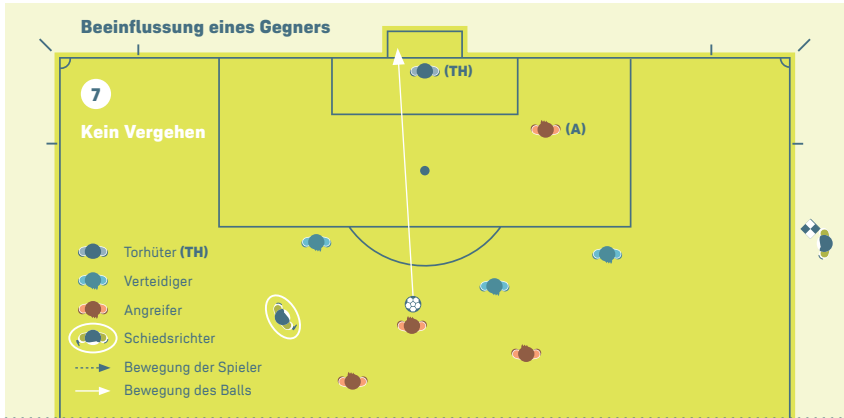 Beeinflussung eines Gegners
(TH)
7
(A)
Kein Vergehen
Torhüter (TH)
Verteidiger
Angreifer
Schiedsrichter
Bewegung der Spieler
Bewegung des Balls